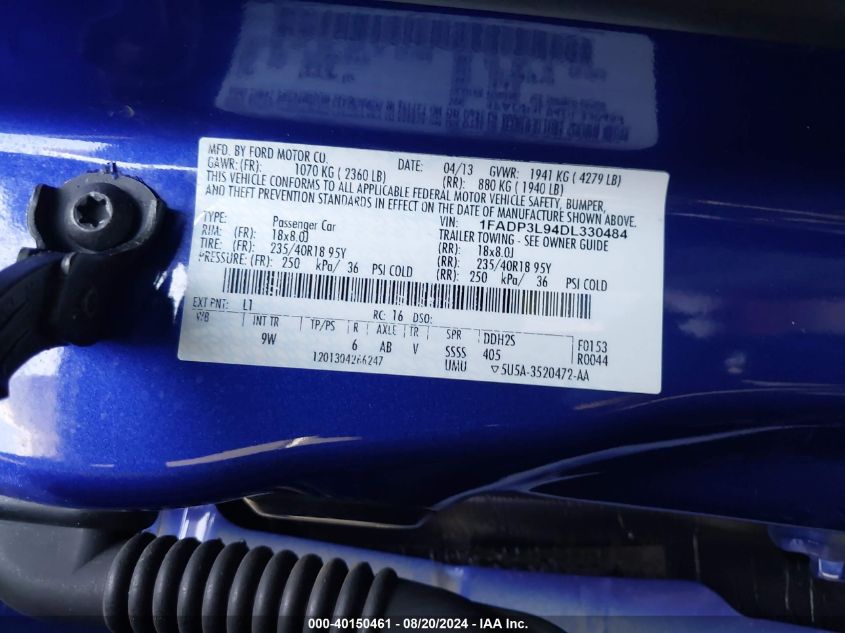 MFG. BY FORD MOTOR CO. DATE: 04/13 GVWR: 1941 KG ( 4279 LB)
GAWR: (FR): 1070 KG ( 2360 LB) (RR): 880 KG ( 1940 LB)
THIS VEHICLE CONFORMS TO ALL APPLICABLE FEDERAL MOTOR VEHICLE SAFETY, BUMPER,
AND THEFT PREVENTION STANDARDS IN EFFECT ON THE DATE OF MANUFACTURE SHOWN ABOVE.
VIN: 1FADP3L94DL330484
TYPE: Passenger Car TRAILER TOWING - SEE OWNER GUIDE
RIM: (FR): 18x8.0J (RR): 18x8.0J
TIRE: (FR): 235/40R18 95Y (RR): 235/40R18 95Y
PRESSURE: (FR): 250 kPa/ 36 PSI COLD (RR): 250 kPa/ 36 PSI COLD
EXT PNT: L1 RC: 16 DSO:
WB INT TR TP/PS R AXLE TR SPR DDH2S F0153
9W 6 AB V SSSS 405 R0044
1201304266247 UMU ▽5U5A-3520472-AA
000-40150461 - 08/20/2024 - IAA Inc.